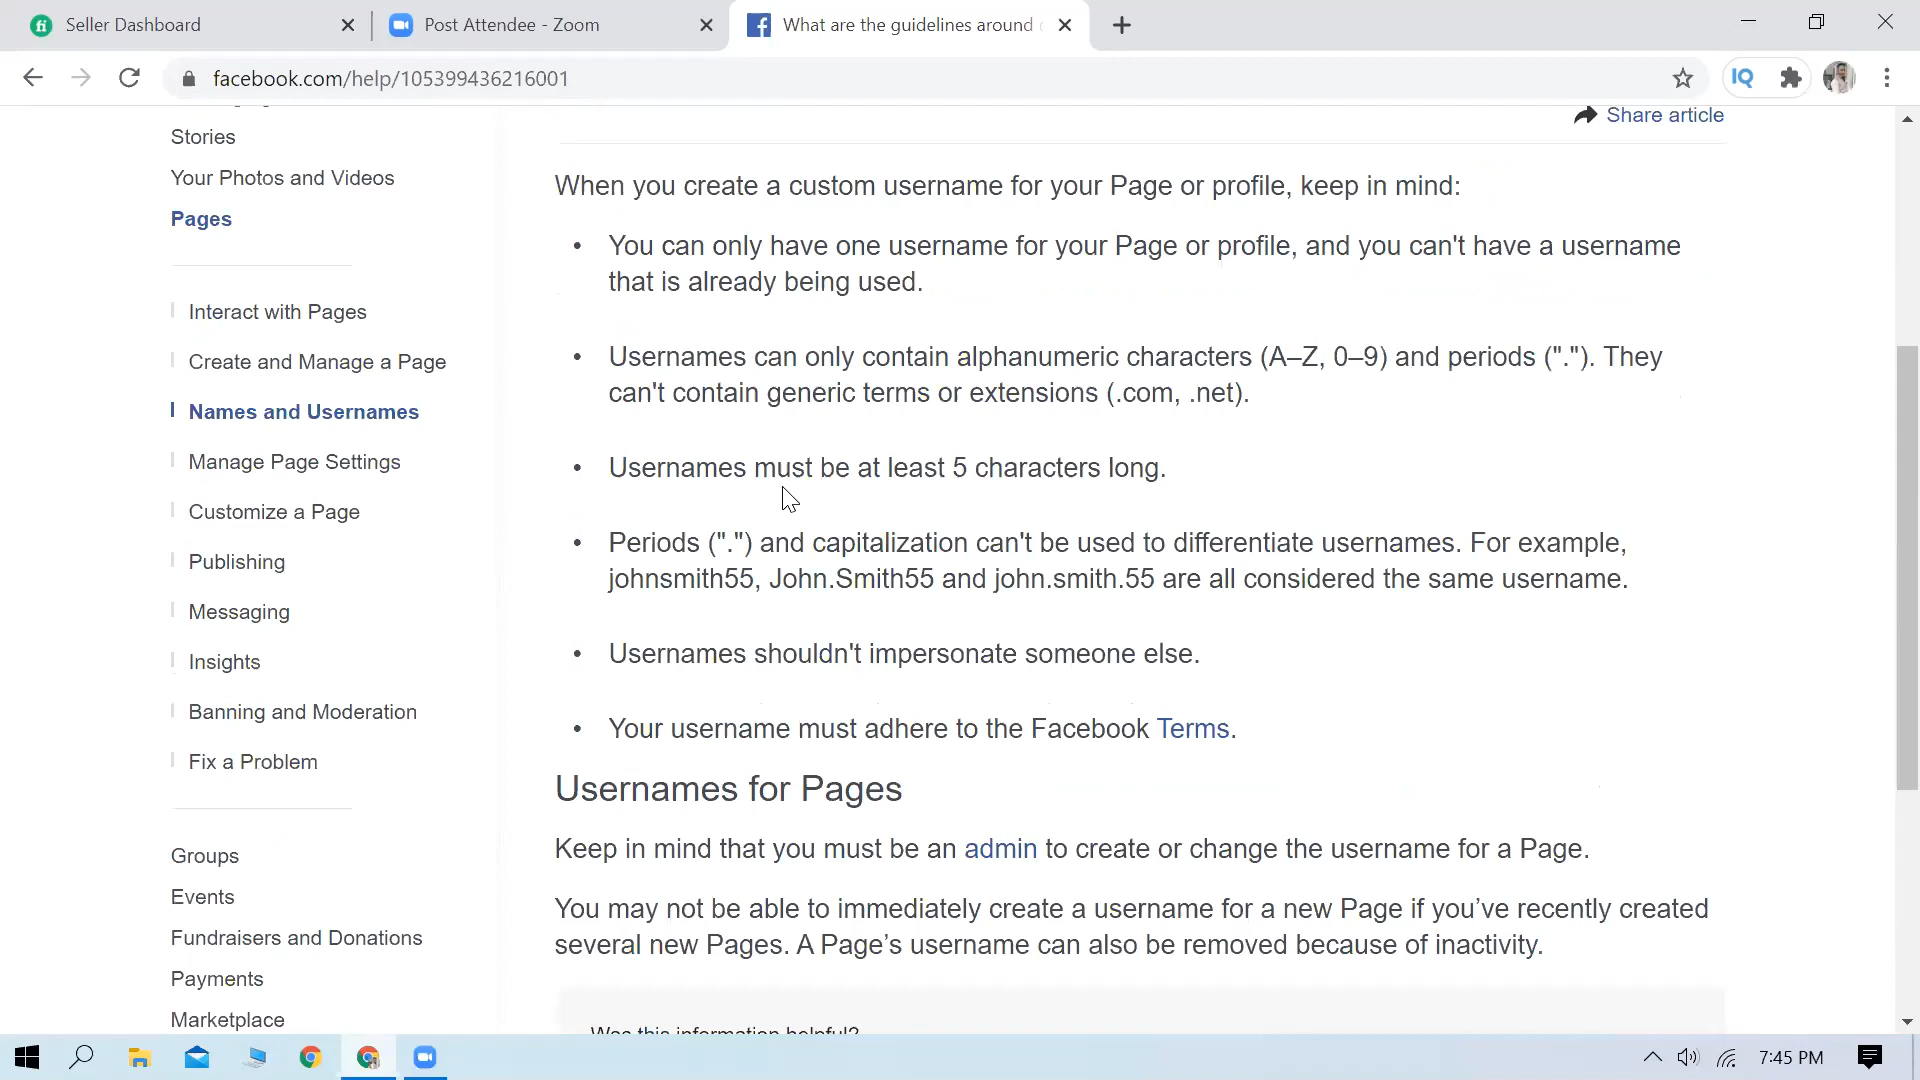 Seller Dashboard
Post Attendee - Zoom
What are the guidelines around
facebook.com/help/105399436216001
IQ
Share article
Stories
Your Photos and Videos
Pages
Interact with Pages
Create and Manage a Page
Names and Usernames
Manage Page Settings
Customize a Page
Publishing
Messaging
Insights
Banning and Moderation
Fix a Problem
Groups
Events
Fundraisers and Donations
Payments
Marketplace
When you create a custom username for your Page or profile, keep in mind:
• You can only have one username for your Page or profile, and you can't have a username
that is already being used.
• Usernames can only contain alphanumeric characters (A–Z, 0–9) and periods ("."). They
can't contain generic terms or extensions (.com, .net).
• Usernames must be at least 5 characters long.
• Periods (".") and capitalization can't be used to differentiate usernames. For example,
johnsmith55, John.Smith55 and john.smith.55 are all considered the same username.
• Usernames shouldn't impersonate someone else.
• Your username must adhere to the Facebook Terms.
Usernames for Pages
Keep in mind that you must be an admin to create or change the username for a Page.
You may not be able to immediately create a username for a new Page if you’ve recently created
several new Pages. A Page’s username can also be removed because of inactivity.
Was this information helpful?
7:45 PM